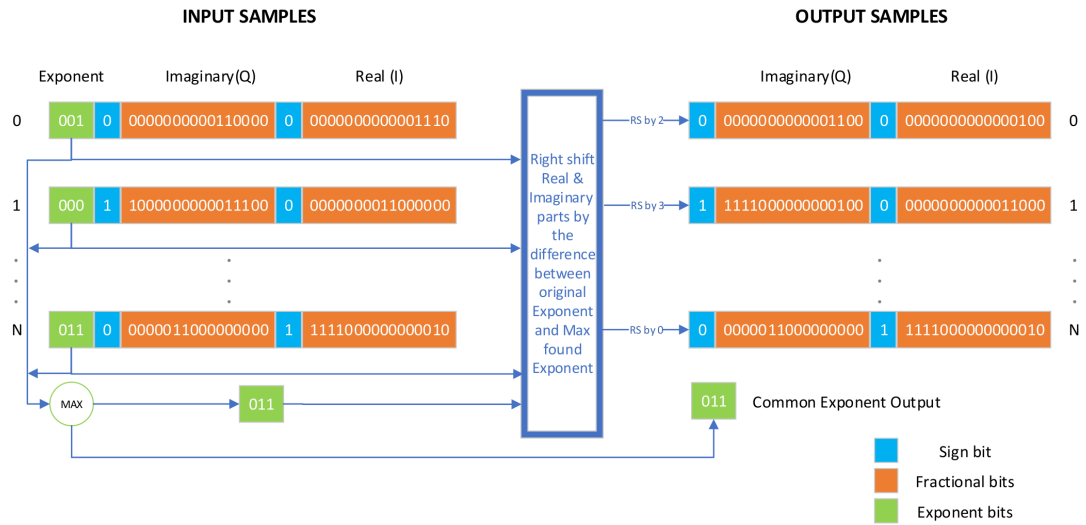 INPUT SAMPLES
OUTPUT SAMPLES
Exponent Imaginary(Q) Real (I)
Imaginary(Q) Real (I)
0 001 0 0000000000110000 0 0000000000001110
RS by 2
0 0000000000001100 0 0000000000000100 0
1 000 1 1000000000011100 0 0000000011000000
RS by 3
1 1111000000000100 0 0000000000011000 1
N 011 0 0000011000000000 1 1111000000000010
RS by 0
0 0000011000000000 1 1111000000000010 N
Right shift
Real &
Imaginary
parts by
the
difference
between
original
Exponent
and Max
found
Exponent
MAX
011
011 Common Exponent Output
Sign bit
Fractional bits
Exponent bits